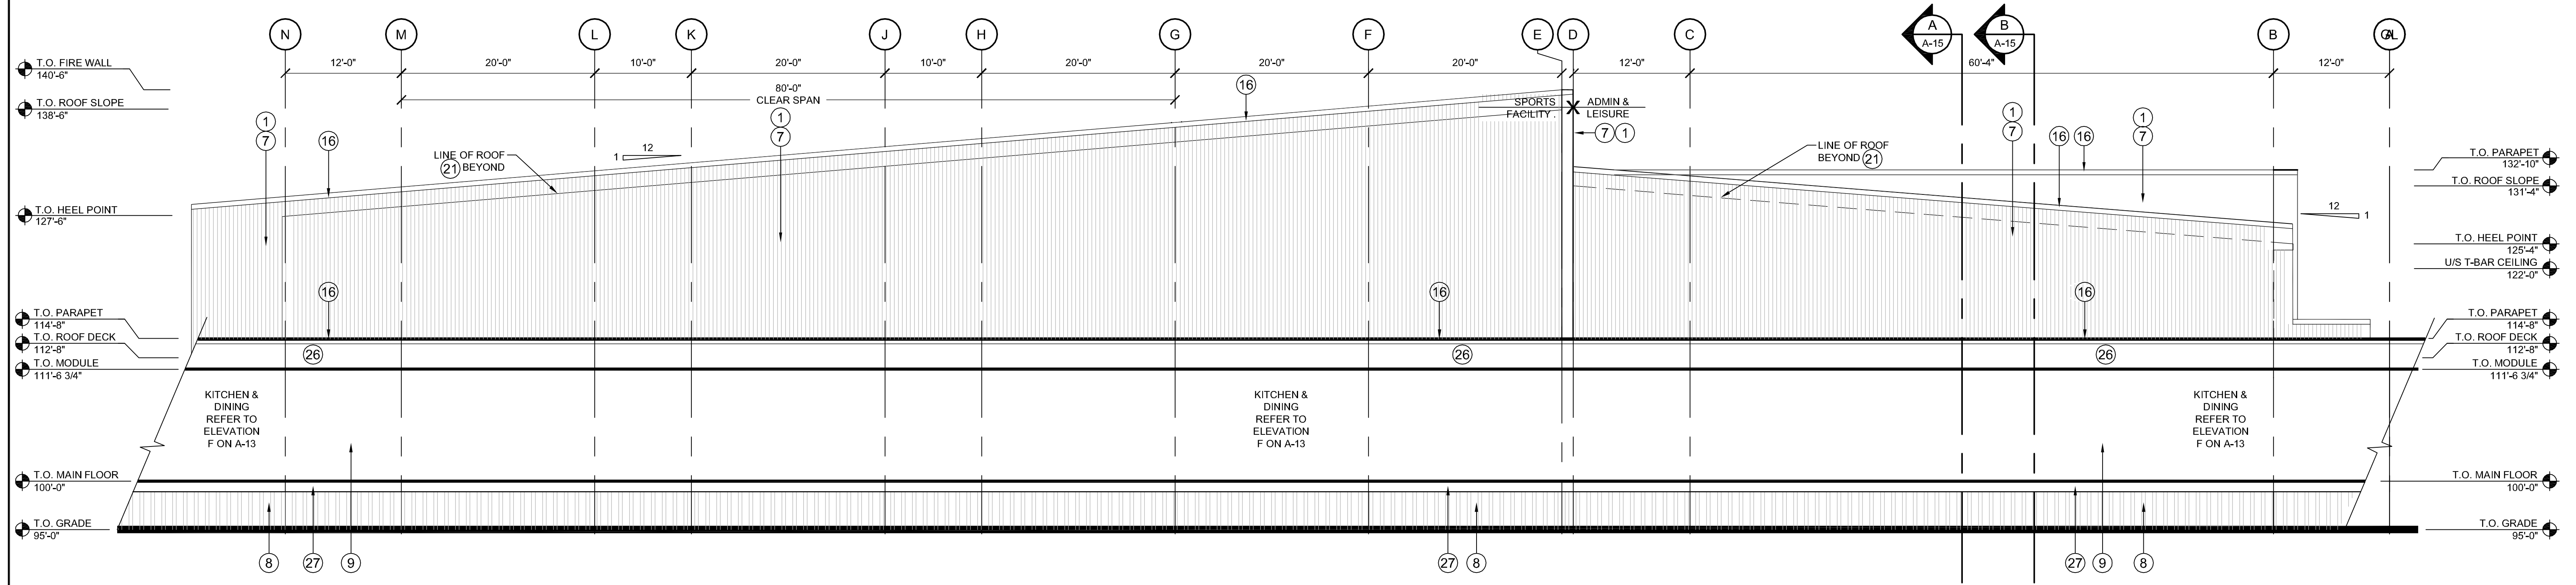 N
M
L
K
J
H
G
F
E
D
C
A
A-15
B
A-15
B
12'-0"
20'-0"
10'-0"
20'-0"
10'-0"
20'-0"
20'-0"
20'-0"
12'-0"
60'-4"
12'-0"
80'-0"
CLEAR SPAN
T.O. FIRE WALL
140'-6"
T.O. ROOF SLOPE
138'-6"
T.O. HEEL POINT
127'-6"
T.O. PARAPET
114'-8"
T.O. ROOF DECK
112'-8"
T.O. MODULE
111'-6 3/4"
T.O. MAIN FLOOR
100'-0"
T.O. GRADE
95'-0"
1
7
16
LINE OF ROOF
21 BEYOND
1
12
1
7
16
SPORTS
FACILITY .
X
ADMIN &
LEISURE
7 1
LINE OF ROOF
BEYOND 21
1
7
16
16
1
7
12
1
16
16
16
26
26
26
KITCHEN &
DINING
REFER TO
ELEVATION
F ON A-13
KITCHEN &
DINING
REFER TO
ELEVATION
F ON A-13
KITCHEN &
DINING
REFER TO
ELEVATION
F ON A-13
8
27
9
27
8
27
9
8
T.O. PARAPET
132'-10"
T.O. ROOF SLOPE
131'-4"
T.O. HEEL POINT
125'-4"
U/S T-BAR CEILING
122'-0"
T.O. PARAPET
114'-8"
T.O. ROOF DECK
112'-8"
T.O. MODULE
111'-6 3/4"
T.O. MAIN FLOOR
100'-0"
T.O. GRADE
95'-0"